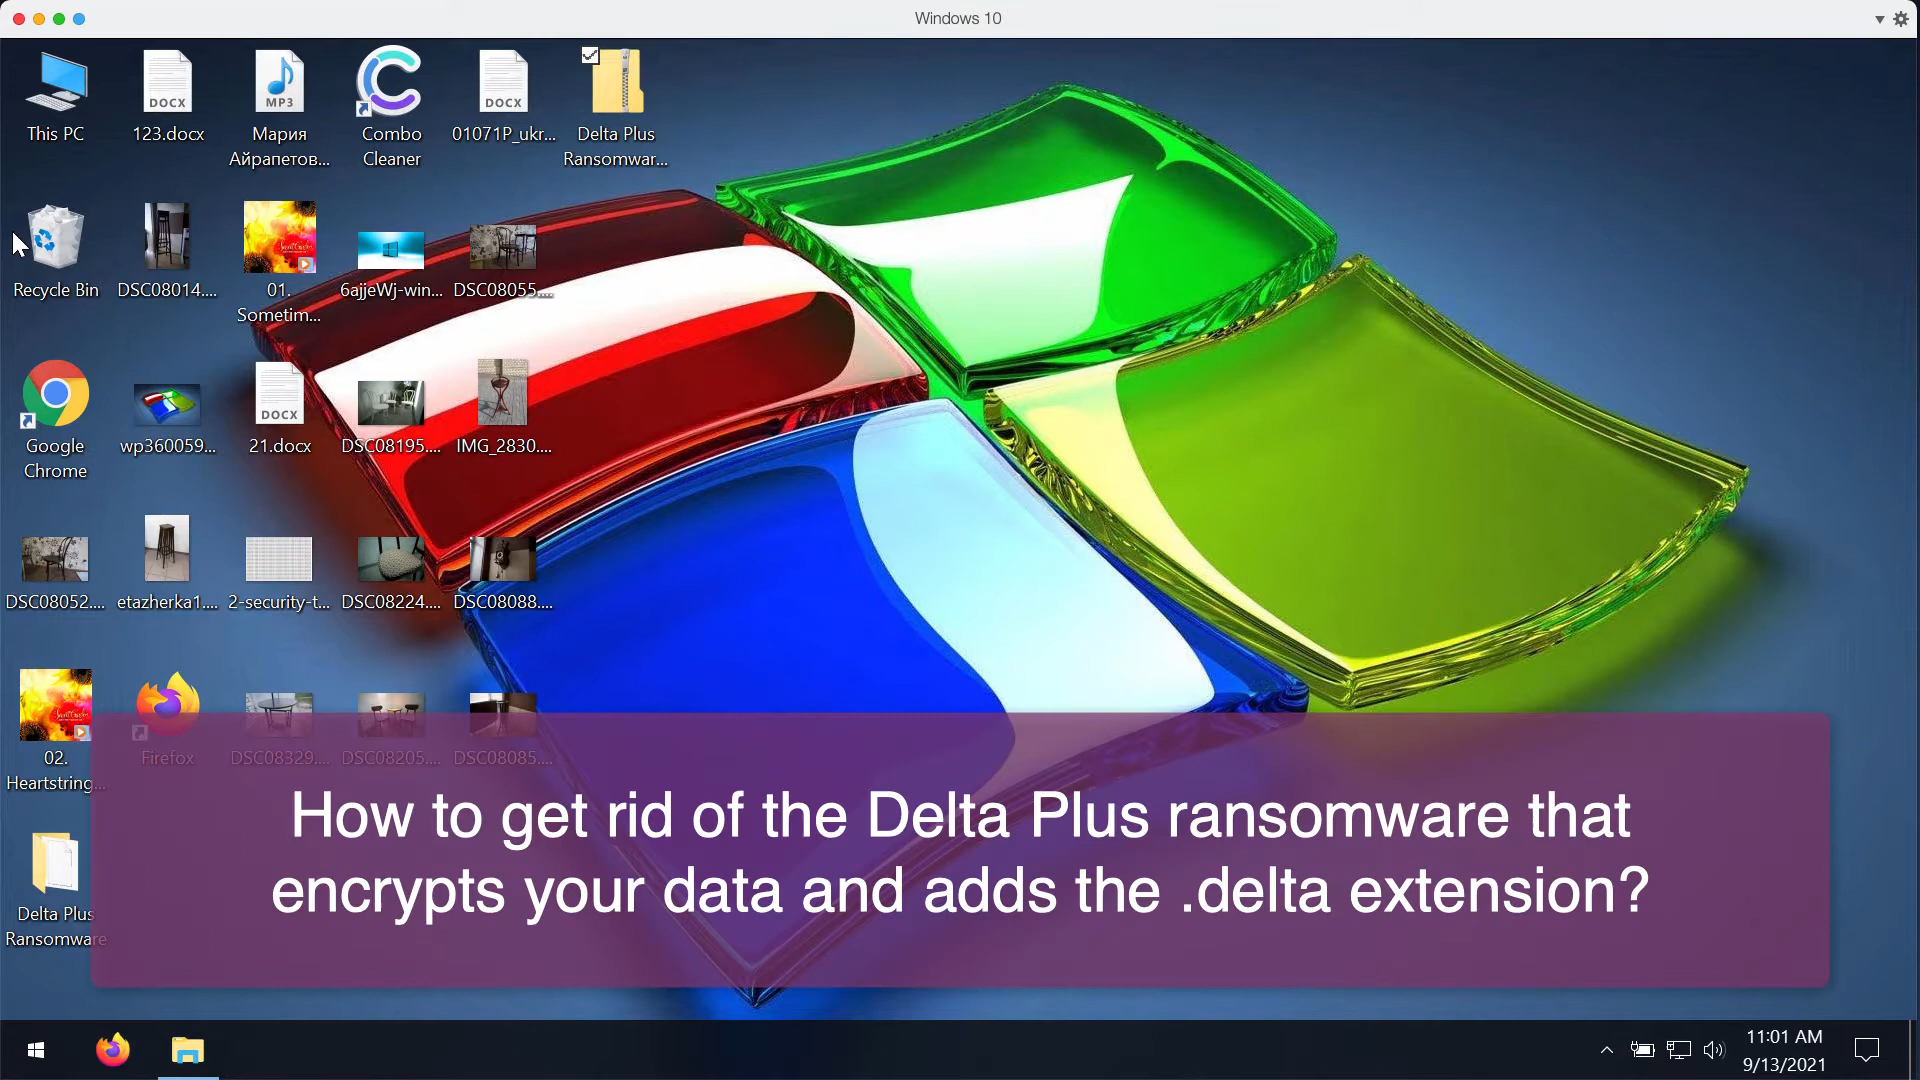 Windows 10
This PC
123.docx
Мария
Айрапетов...
Combo
Cleaner
01071P_ukr...
Delta Plus
Ransomwar...
DOCX
MP3
DOCX
Recycle Bin
DSC08014....
01.
Sometim...
6ajjeWj-win...
DSC08055....
Google
Chrome
wp360059...
DOCX
21.docx
DSC08195....
IMG_2830....
DSC08052....
etazherka1....
2-security-t...
DSC08224....
DSC08088....
02.
Heartstring...
Firefox
DSC08329....
DSC08205....
DSC08085....
Delta Plus
Ransomware
How to get rid of the Delta Plus ransomware that
encrypts your data and adds the .delta extension?
11:01 AM
9/13/2021